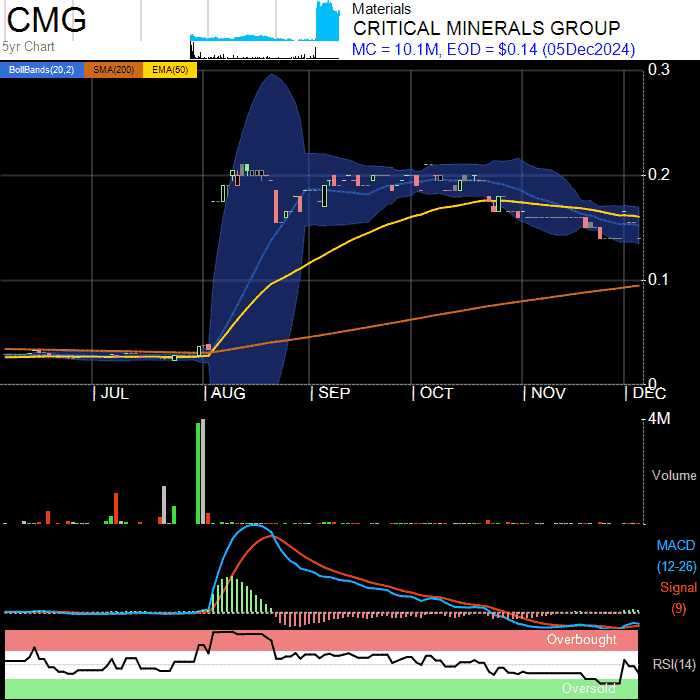 CMG
5yr Chart
Materials
CRITICAL MINERALS GROUP
MC = 10.1M, EOD = $0.14 (05Dec2024)
BollBands(20,2) SMA(200) EMA(50)
0.3
0.2
0.1
0
JUL AUG SEP OCT NOV DEC
4M
Volume
MACD
(12-26)
Signal
(9)
Overbought
RSI(14)
Oversold